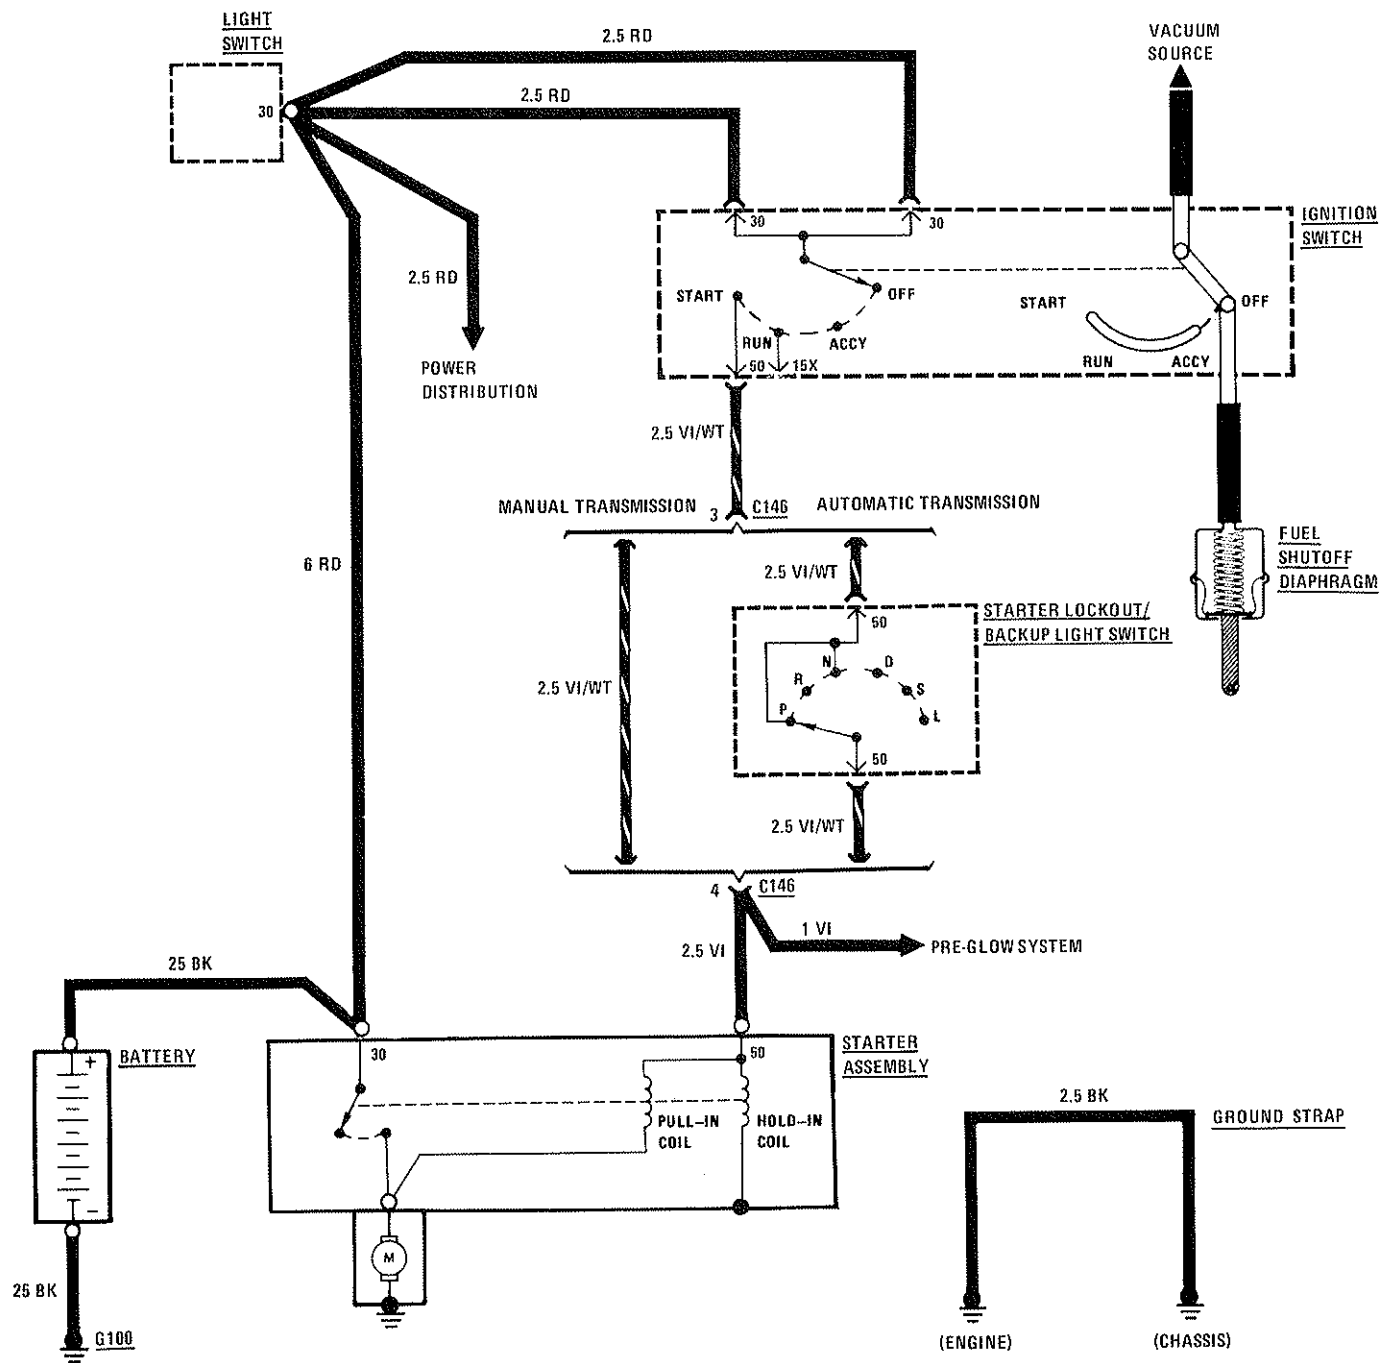 LIGHT
SWITCH
30
2.5 RD
2.5 RD
2.5 RD
POWER
DISTRIBUTION
VACUUM
SOURCE
IGNITION
SWITCH
30
30
START
OFF
RUN
ACCY
50
15X
START
OFF
RUN
ACCY
2.5 VI/WT
MANUAL TRANSMISSION
3
C146
AUTOMATIC TRANSMISSION
6 RD
2.5 VI/WT
2.5 VI/WT
FUEL
SHUTOFF
DIAPHRAGM
STARTER LOCKOUT/
BACKUP LIGHT SWITCH
50
P
R
N
D
S
L
50
2.5 VI/WT
4
C146
2.5 VI
1 VI
PRE-GLOW SYSTEM
25 BK
BATTERY
+
–
25 BK
G100
30
50
STARTER
ASSEMBLY
PULL–IN
COIL
HOLD–IN
COIL
M
2.5 BK
GROUND STRAP
(ENGINE)
(CHASSIS)